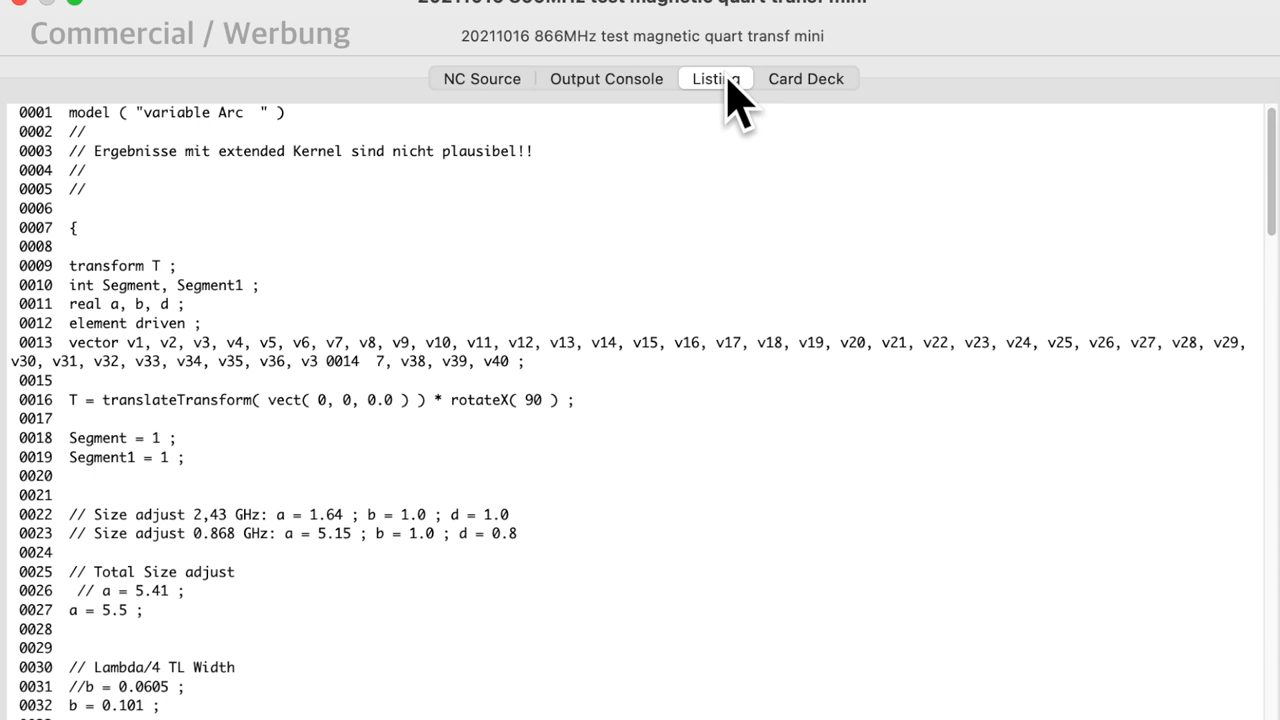 20211016 866MHz test magnetic quart transf mini
Commercial / Werbung
20211016 866MHz test magnetic quart transf mini
NC Source Output Console Listing Card Deck
0001 model ( "variable Arc  " )
0002 //
0003 // Ergebnisse mit extended Kernel sind nicht plausibel!!
0004 //
0005 //
0006
0007 {
0008
0009 transform T ;
0010 int Segment, Segment1 ;
0011 real a, b, d ;
0012 element driven ;
0013 vector v1, v2, v3, v4, v5, v6, v7, v8, v9, v10, v11, v12, v13, v14, v15, v16, v17, v18, v19, v20, v21, v22, v23, v24, v25, v26, v27, v28, v29,
v30, v31, v32, v33, v34, v35, v36, v3 0014  7, v38, v39, v40 ;
0015
0016 T = translateTransform( vect( 0, 0, 0.0 ) ) * rotateX( 90 ) ;
0017
0018 Segment = 1 ;
0019 Segment1 = 1 ;
0020
0021
0022 // Size adjust 2,43 GHz: a = 1.64 ; b = 1.0 ; d = 1.0
0023 // Size adjust 0.868 GHz: a = 5.15 ; b = 1.0 ; d = 0.8
0024
0025 // Total Size adjust
0026  // a = 5.41 ;
0027 a = 5.5 ;
0028
0029
0030 // Lambda/4 TL Width
0031 //b = 0.0605 ;
0032 b = 0.101 ;